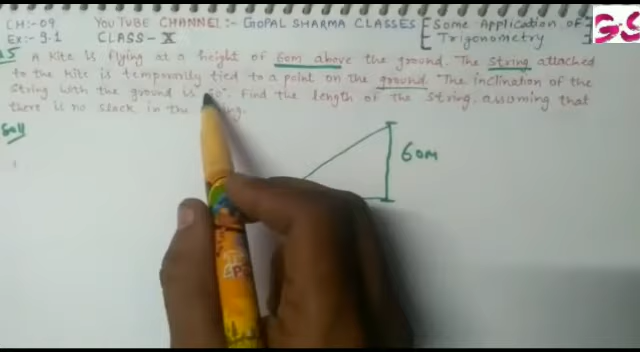 CH:-09 YOUTUBE CHANNEL:- GOPAL SHARMA CLASSES [Some Application of]
Ex:-9.1 CLASS-X [Trigonometry]
G.S
5 A Kite is flying at a height of 60m above the ground. The String attached
to the kite is temporarily tied to a point on the ground. The inclination of the
String with the ground is 60°. Find the length of the string, assuming that
there is no slack in the
Soln
60m